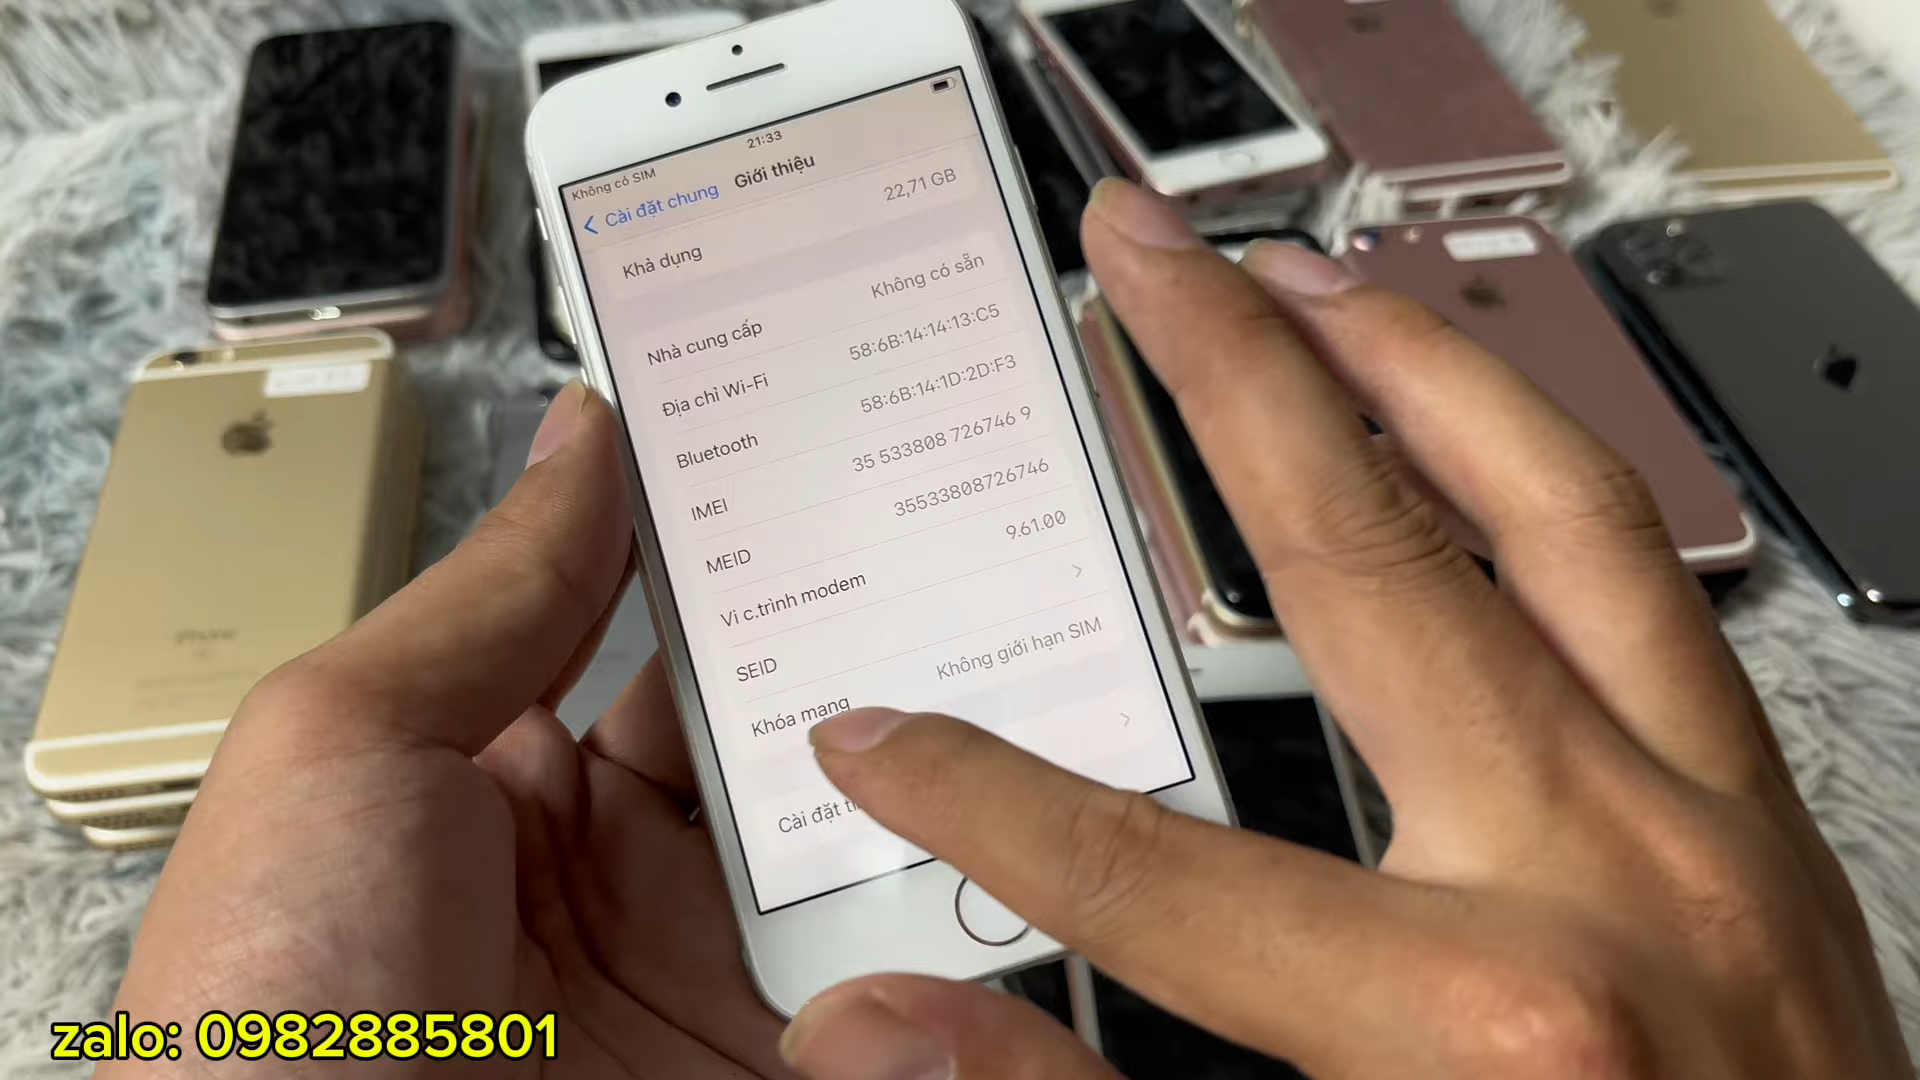 21:33
Không có SIM
Cài đặt chung
Giới thiệu
Khả dụng 22,71 GB
Nhà cung cấp Không có sẵn
Địa chỉ Wi-Fi 58:6B:14:14:13:C5
Bluetooth 58:6B:14:1D:2D:F3
IMEI 35 533808 726746 9
MEID 35533808726746
Vi c.trình modem 9.61.00
SEID
Khóa mạng Không giới hạn SIM
Cài đặt
iPhone
zalo: 0982885801